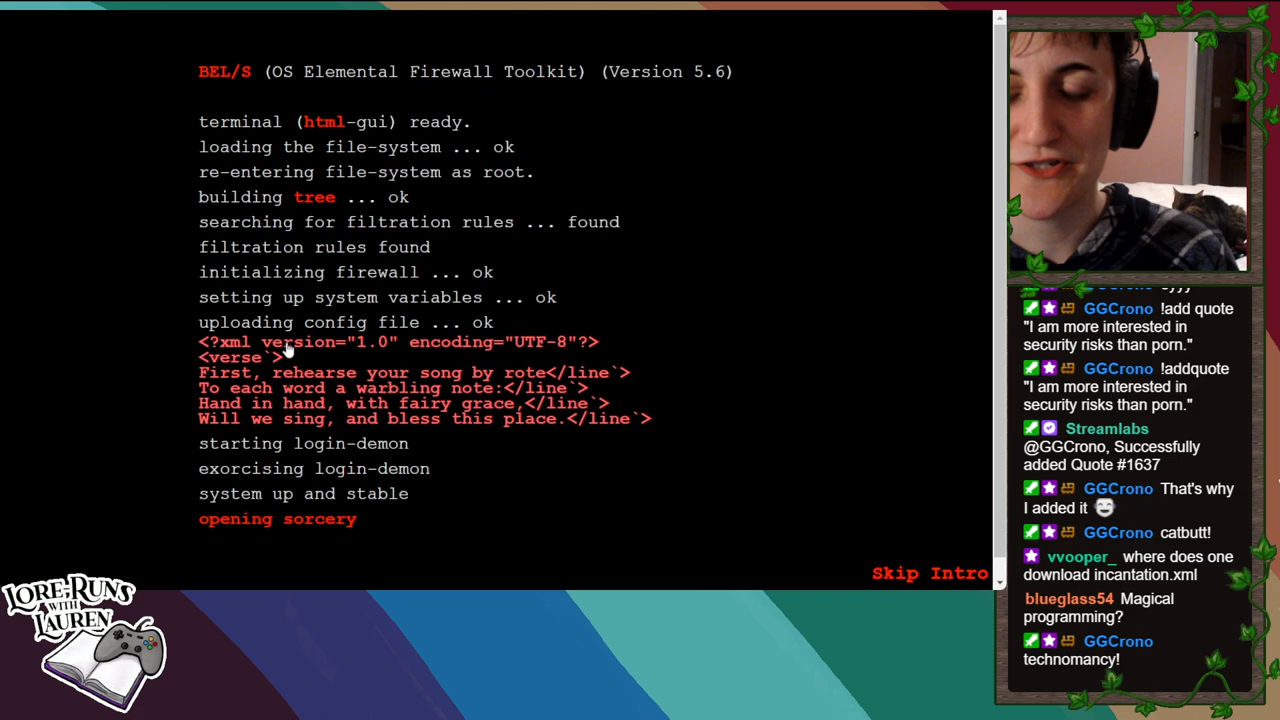 BEL/S (OS Elemental Firewall Toolkit) (Version 5.6)
terminal (html-gui) ready.
loading the file-system ... ok
re-entering file-system as root.
building tree ... ok
searching for filtration rules ... found
filtration rules found
initializing firewall ... ok
setting up system variables ... ok
uploading config file ... ok
<?xml version="1.0" encoding="UTF-8"?>
<verse`>
First, rehearse your song by rote</line`>
To each word a warbling note:</line`>
Hand in hand, with fairy grace,</line`>
Will we sing, and bless this place.</line`>
starting login-demon
exorcising login-demon
system up and stable
opening sorcery
Skip Intro
LORE-RUNS
WITH
LAUREN
GGCrono !add quote
"I am more interested in
security risks than porn."
GGCrono !addquote
"I am more interested in
security risks than porn."
Streamlabs
@GGCrono, Successfully
added Quote #1637
GGCrono That's why
I added it
GGCrono catbutt!
vvooper_ where does one
download incantation.xml
blueglass54 Magical
programming?
GGCrono
technomancy!